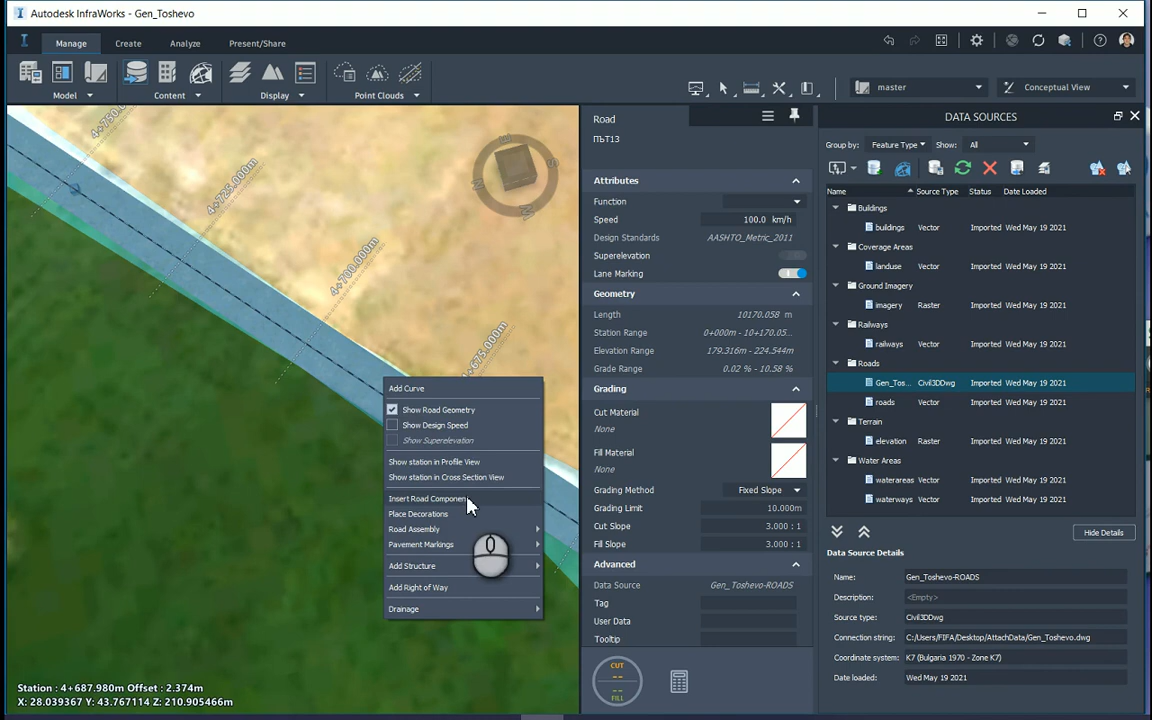 Autodesk InfraWorks - Gen_Toshevo
Manage Create Analyze Present/Share
Model Content Display Point Clouds
master
Conceptual View
4+750.0
4+725.000m
4+700.000m
4+675.000m
Add Curve
Show Road Geometry
Show Design Speed
Show Superelevation
Show station in Profile View
Show station in Cross Section View
Insert Road Component
Place Decorations
Road Assembly
Pavement Markings
Add Structure
Add Right of Way
Drainage
Station : 4+687.980m Offset : 2.374m
X: 28.039367 Y: 43.767114 Z: 210.905466m
Road
ПЪТ13
Attributes
Function
Speed 100.0 km/h
Design Standards AASHTO_Metric_2011
Superelevation
Lane Marking
Geometry
Length 10170.058 m
Station Range 0+000m - 10+170,05...
Elevation Range 179.316m - 224.544m
Grade Range 0.02 % - 10.58 %
Grading
Cut Material
None
Fill Material
None
Grading Method Fixed Slope
Grading Limit 10.000m
Cut Slope 3.000 : 1
Fill Slope 3.000 : 1
Advanced
Data Source Gen_Toshevo-ROADS
Tag
User Data
Tooltip
CUT
FILL
DATA SOURCES
Group by: Feature Type Show: All
Name Source Type Status Date Loaded
Buildings
buildings Vector Imported Wed May 19 2021
Coverage Areas
landuse Vector Imported Wed May 19 2021
Ground Imagery
imagery Raster Imported Wed May 19 2021
Railways
railways Vector Imported Wed May 19 2021
Roads
Gen_Tos... Civil3DDwg Imported Wed May 19 2021
roads Vector Imported Wed May 19 2021
Terrain
elevation Raster Imported Wed May 19 2021
Water Areas
waterareas Vector Imported Wed May 19 2021
waterways Vector Imported Wed May 19 2021
Hide Details
Data Source Details
Name: Gen_Toshevo-ROADS
Description: <Empty>
Source type: Civil3DDwg
Connection string: C:/Users/FIFA/Desktop/AttachData/Gen_Toshevo.dwg
Coordinate system: K7 (Bulgaria 1970 - Zone K7)
Date loaded: Wed May 19 2021